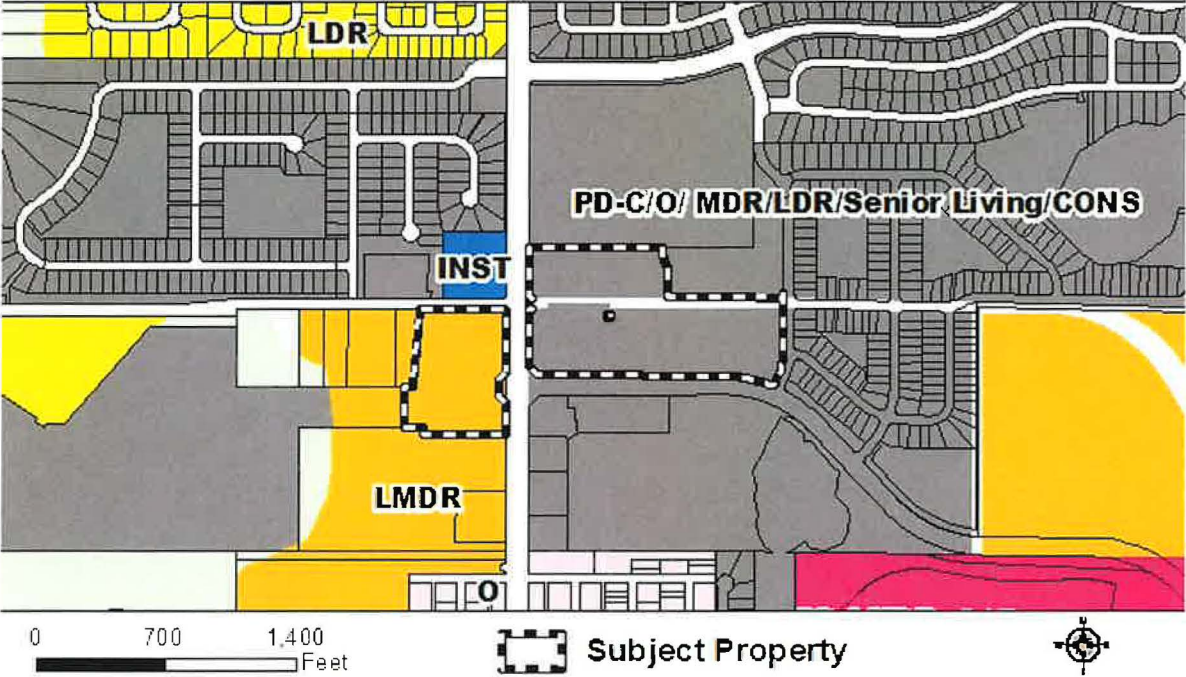 LDR
PD-C/O/ MDR/LDR/Senior Living/CONS
INST
LMDR
O
0 700 1,400
Feet
Subject Property
N